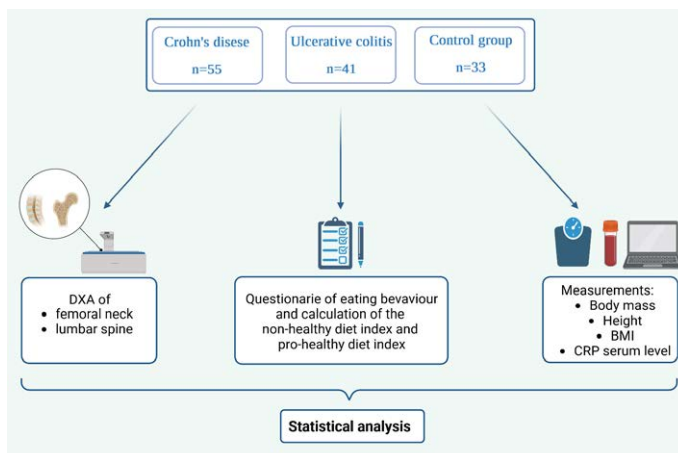 Crohn's disese
n=55
Ulcerative colitis
n=41
Control group
n=33
DXA of
• femoral neck
• lumbar spine
Questionarie of eating bevaviour
and calculation of the
non-healthy diet index and
pro-healthy diet index
Measurements:
• Body mass
• Height
• BMI
• CRP serum level
Statistical analysis